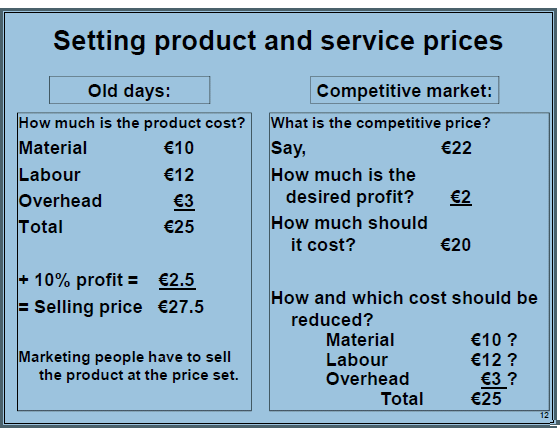 Setting product and service prices
Old days:
How much is the product cost?
Material €10
Labour €12
Overhead €3
Total €25
+ 10% profit = €2.5
= Selling price €27.5
Marketing people have to sell
the product at the price set.
Competitive market:
What is the competitive price?
Say, €22
How much is the
desired profit? €2
How much should
it cost? €20
How and which cost should be
reduced?
Material €10 ?
Labour €12 ?
Overhead €3 ?
Total €25
12